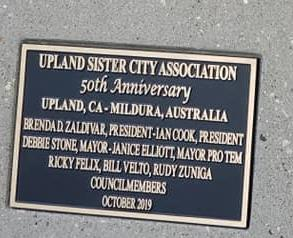 UPLAND SISTER CITY ASSOCIATION
50th Anniversary
UPLAND, CA - MILDURA, AUSTRALIA
BRENDA D. ZALDIVAR, PRESIDENT-IAN COOK, PRESIDENT
DEBBIE STONE, MAYOR- JANICE ELLIOTT, MAYOR PRO TEM
RICKY FELIX, BILL VELTO, RUDY ZUNIGA
COUNCILMEMBERS
OCTOBER 2019